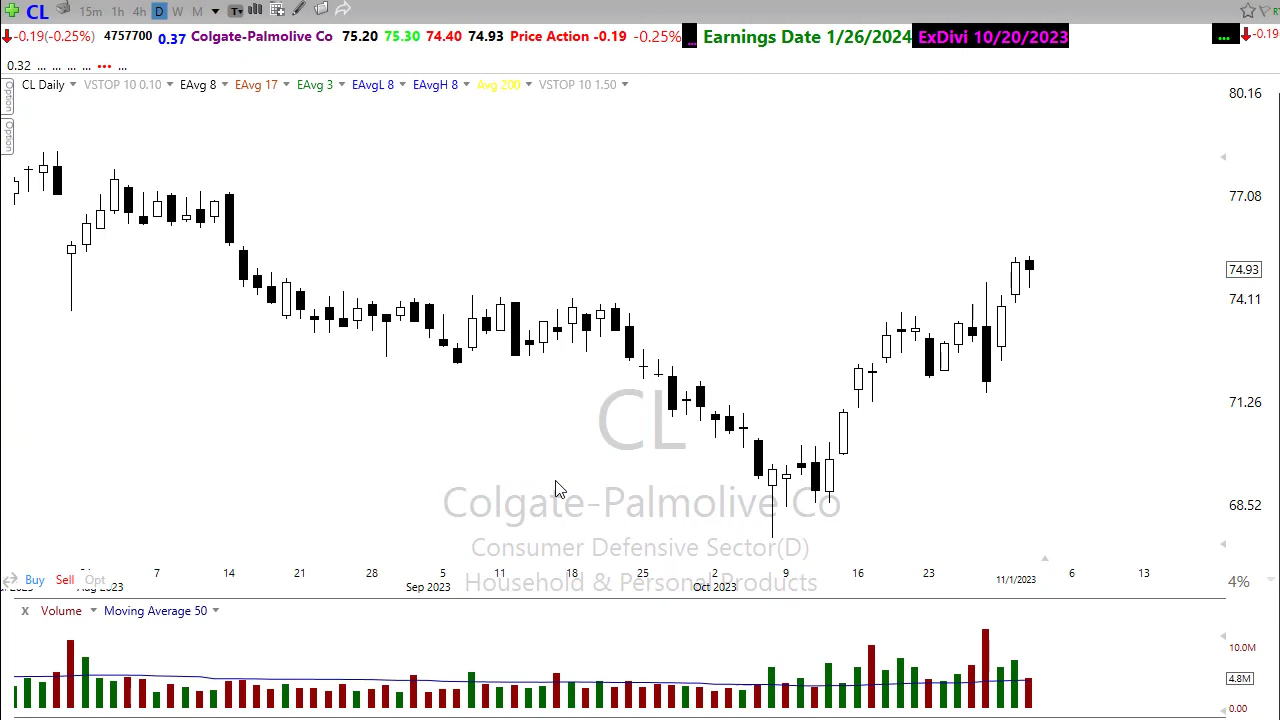 CL 15m 1h 4h D W M T
-0.19(-0.25%) 4757700 0.37 Colgate-Palmolive Co 75.20 75.30 74.40 74.93 Price Action -0.19 -0.25% ... Earnings Date 1/26/2024 ExDivi 10/20/2023 ... -0.19
0.32 ... ... ... ... ... ...
CL Daily VSTOP 10 0.10 EAvg 8 EAvg 17 EAvg 3 EAvgL 8 EAvgH 8 Avg 200 VSTOP 10 1.50
Option
Option
80.16
77.08
74.93
74.11
71.26
68.52
4%
CL
Colgate-Palmolive Co
Consumer Defensive Sector(D)
Household & Personal Products
7 14 21 28 5 11 18 25 2 9 16 23 11/1/2023 6 13
Sep 2023 Oct 2023
Buy Sell Opt
X Volume Moving Average 50
10.0M
4.8M
0.00